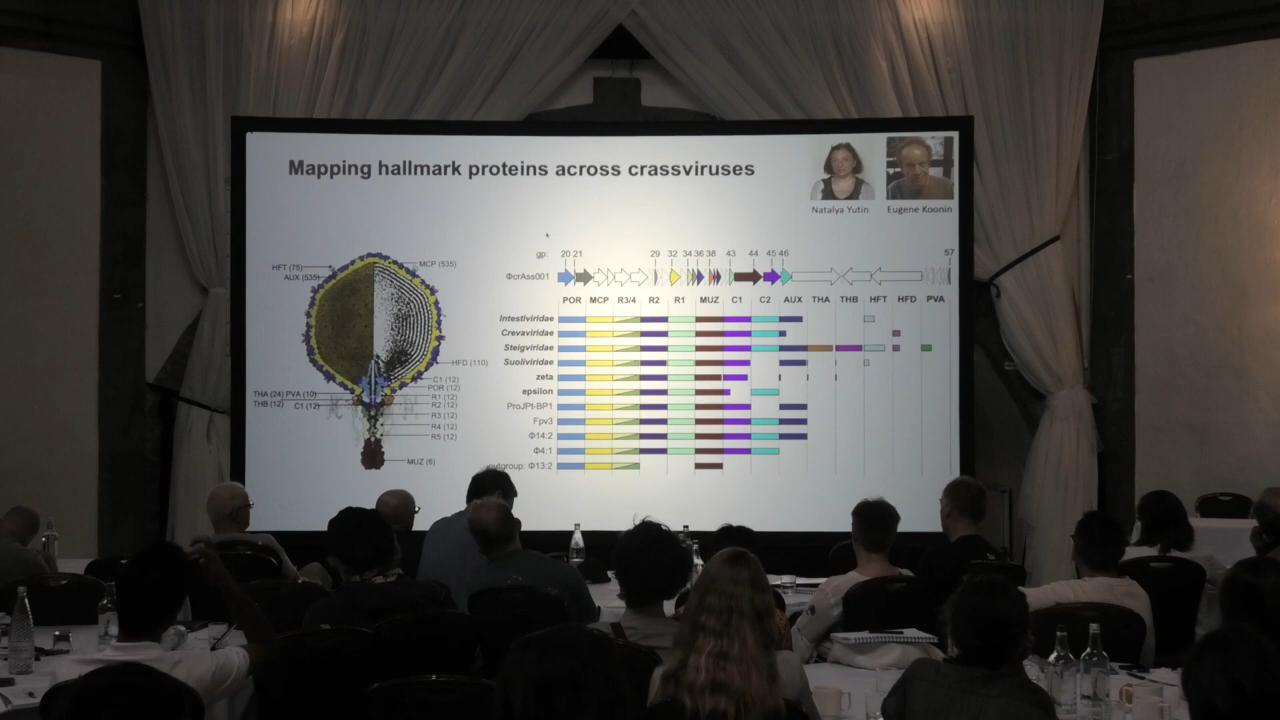 Mapping hallmark proteins across crassviruses
Natalya Yutin
Eugene Koonin
gp: 20 21 29 32 34 36 38 43 44 45 46 57
ΦcrAss001
POR MCP R3/4 R2 R1 MUZ C1 C2 AUX THA THB HFT HFD PVA
Intestiviridae
Crevaviridae
Steigviridae
Suoliviridae
zeta
epsilon
ProJPt-BP1
Fpv3
Φ14:2
Φ4:1
outgroup: Φ13:2
HFT (75)
MCP (535)
AUX (535)
HFD (110)
C1 (12)
POR (12)
THA (24) PVA (10)
R1 (12)
THB (12) C1 (12)
R2 (12)
R3 (12)
R4 (12)
R5 (12)
MUZ (6)